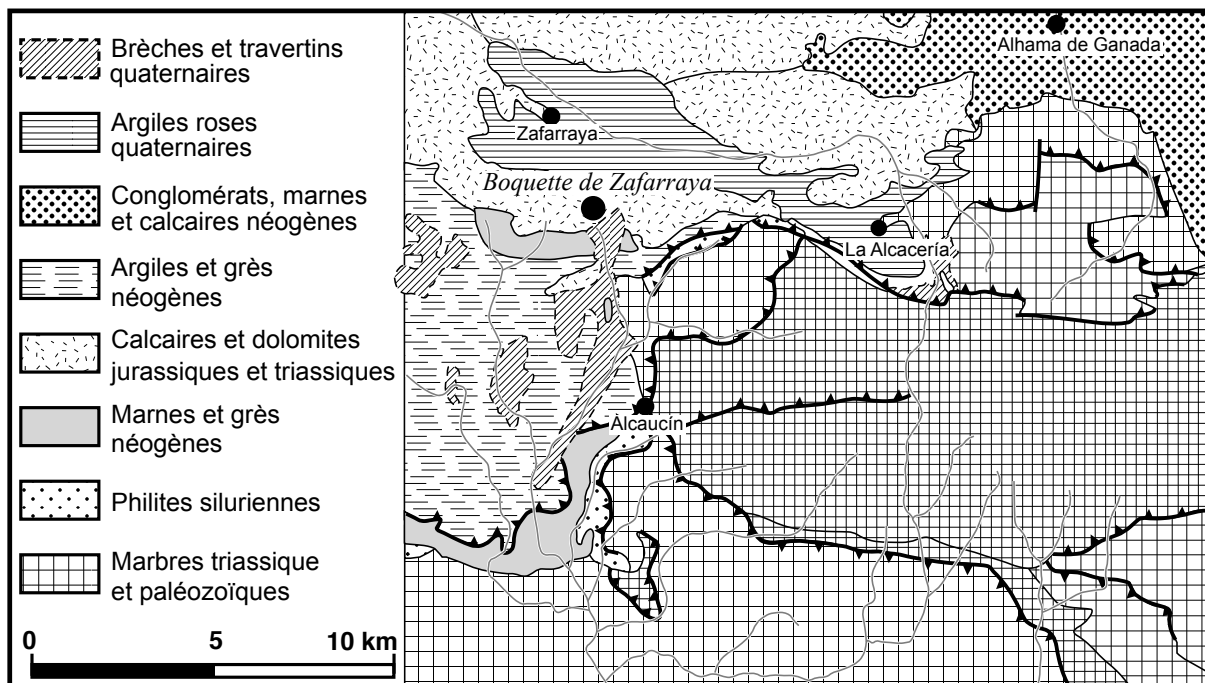 Brèches et travertins
quaternaires
Argiles roses
quaternaires
Conglomérats, marnes
et calcaires néogènes
Argiles et grès
néogènes
Calcaires et dolomites
jurassiques et triassiques
Marnes et grès
néogènes
Philites siluriennes
Marbres triassique
et paléozoïques
0 5 10 km
Alhama de Ganada
Zafarraya
Boquette de Zafarraya
La Alcacería
Alcaucín